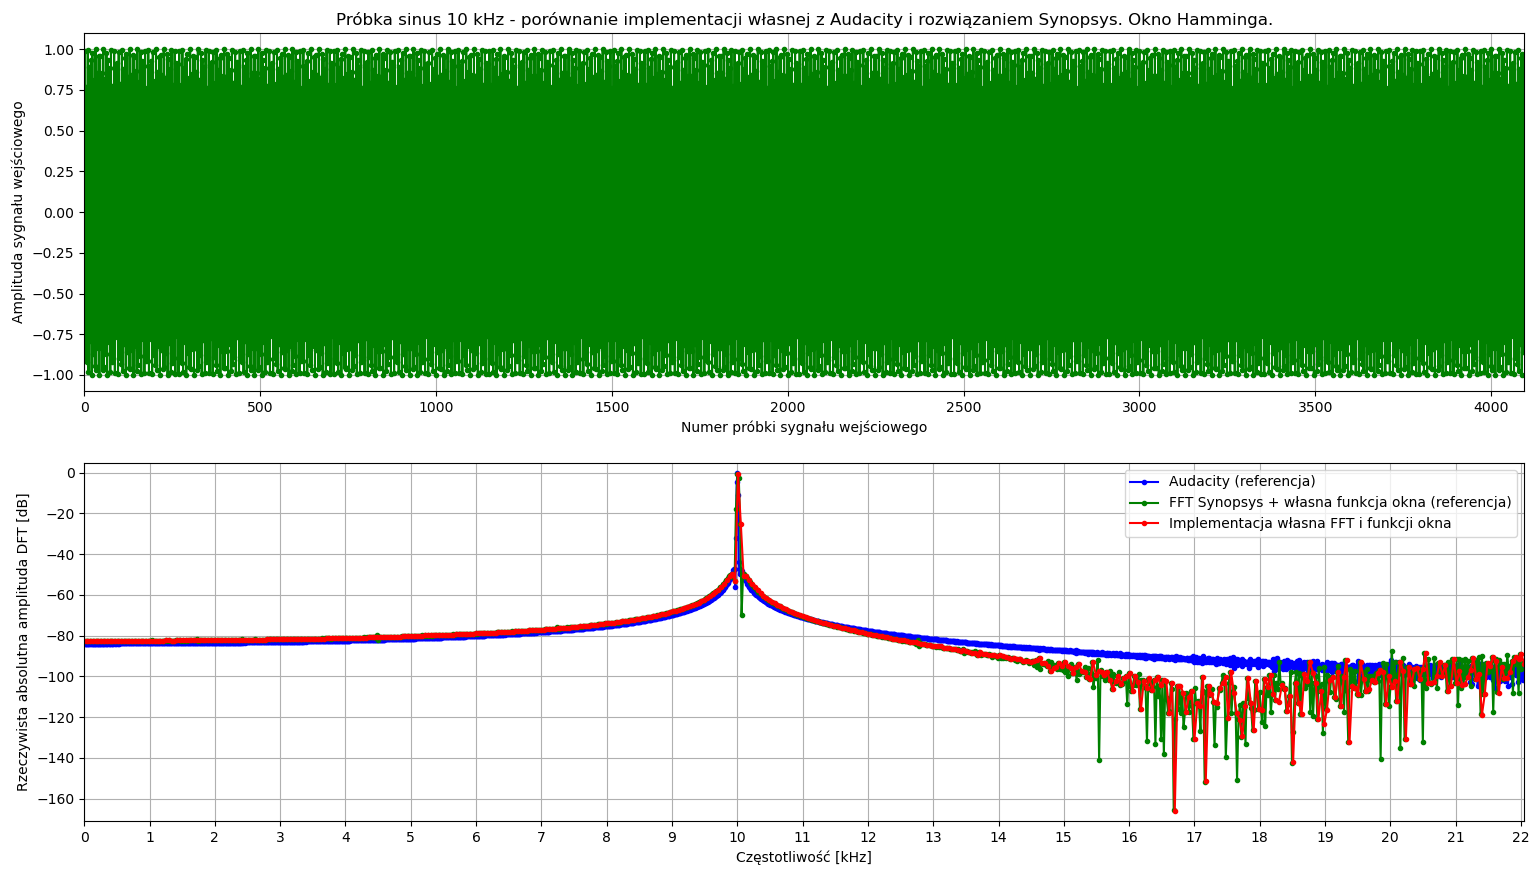 Próbka sinus 10 kHz - porównanie implementacji własnej z Audacity i rozwiązaniem Synopsys. Okno Hamminga.
Amplituda sygnału wejściowego
1.00
0.75
0.50
0.25
0.00
−0.25
−0.50
−0.75
−1.00
0 500 1000 1500 2000 2500 3000 3500 4000
Numer próbki sygnału wejściowego
Rzeczywista absolutna amplituda DFT [dB]
0
−20
−40
−60
−80
−100
−120
−140
−160
Audacity (referencja)
FFT Synopsys + własna funkcja okna (referencja)
Implementacja własna FFT i funkcji okna
0 1 2 3 4 5 6 7 8 9 10 11 12 13 14 15 16 17 18 19 20 21 22
Częstotliwość [kHz]